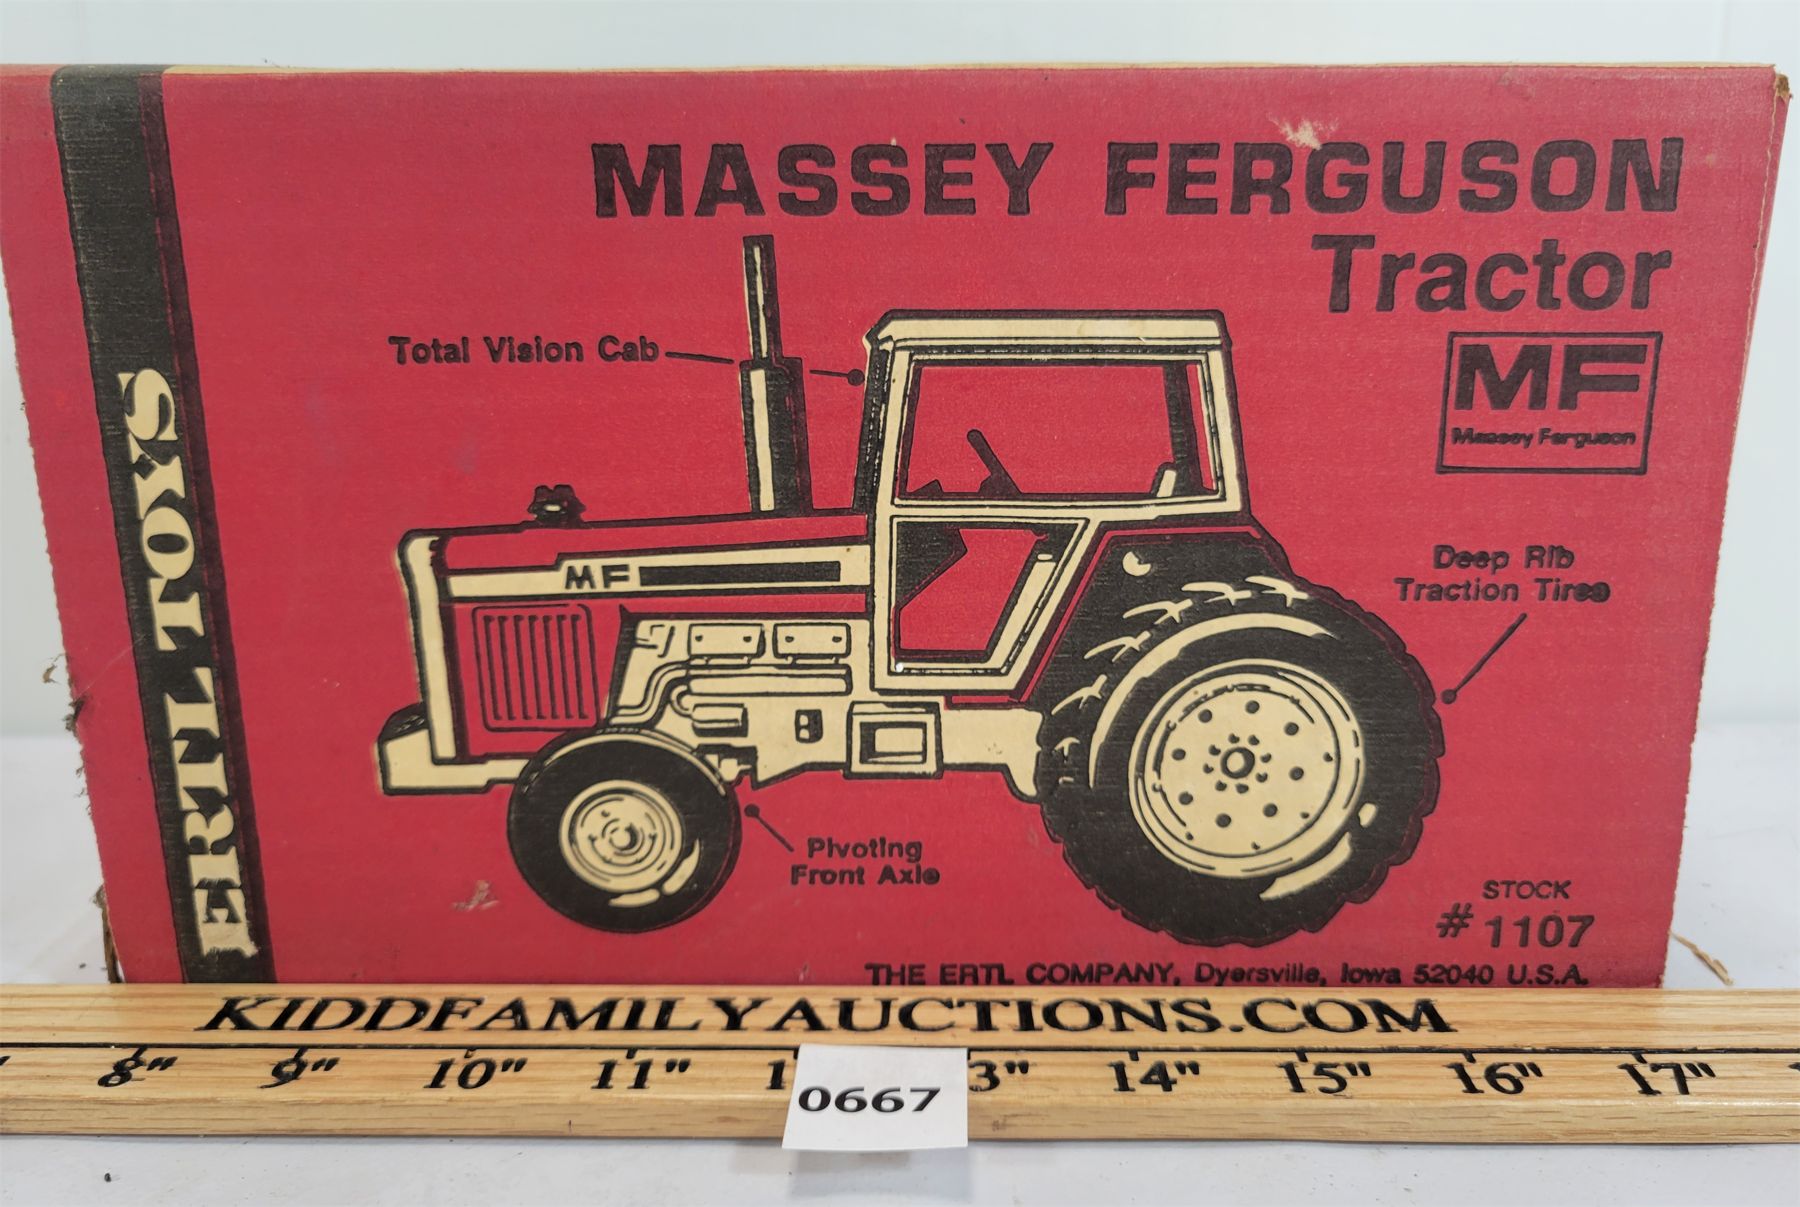 ERTL TOYS
MASSEY FERGUSON
Tractor
MF
Massey Ferguson
Total Vision Cab
MF
Deep Rib
Traction Tires
Pivoting
Front Axle
STOCK
# 1107
THE ERTL COMPANY, Dyersville, Iowa 52040 U.S.A.
KIDDFAMILYAUCTIONS.COM
8" 9" 10" 11" 1 3" 14" 15" 16" 17"
0667